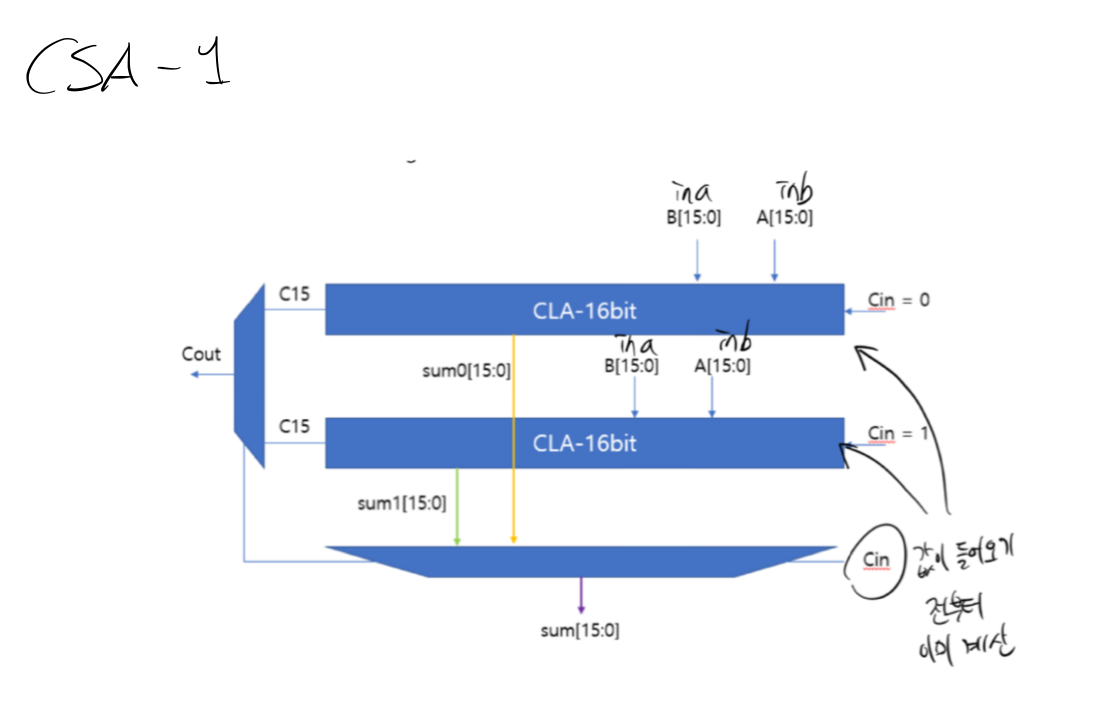 CSA-1
ina inb
B[15:0] A[15:0]
C15
CLA-16bit
Cin = 0
ina inb
Cout
sum0[15:0]
B[15:0] A[15:0]
C15
CLA-16bit
Cin = 1
sum1[15:0]
Cin 값이 들어오기
전부터
이미 계산
sum[15:0]